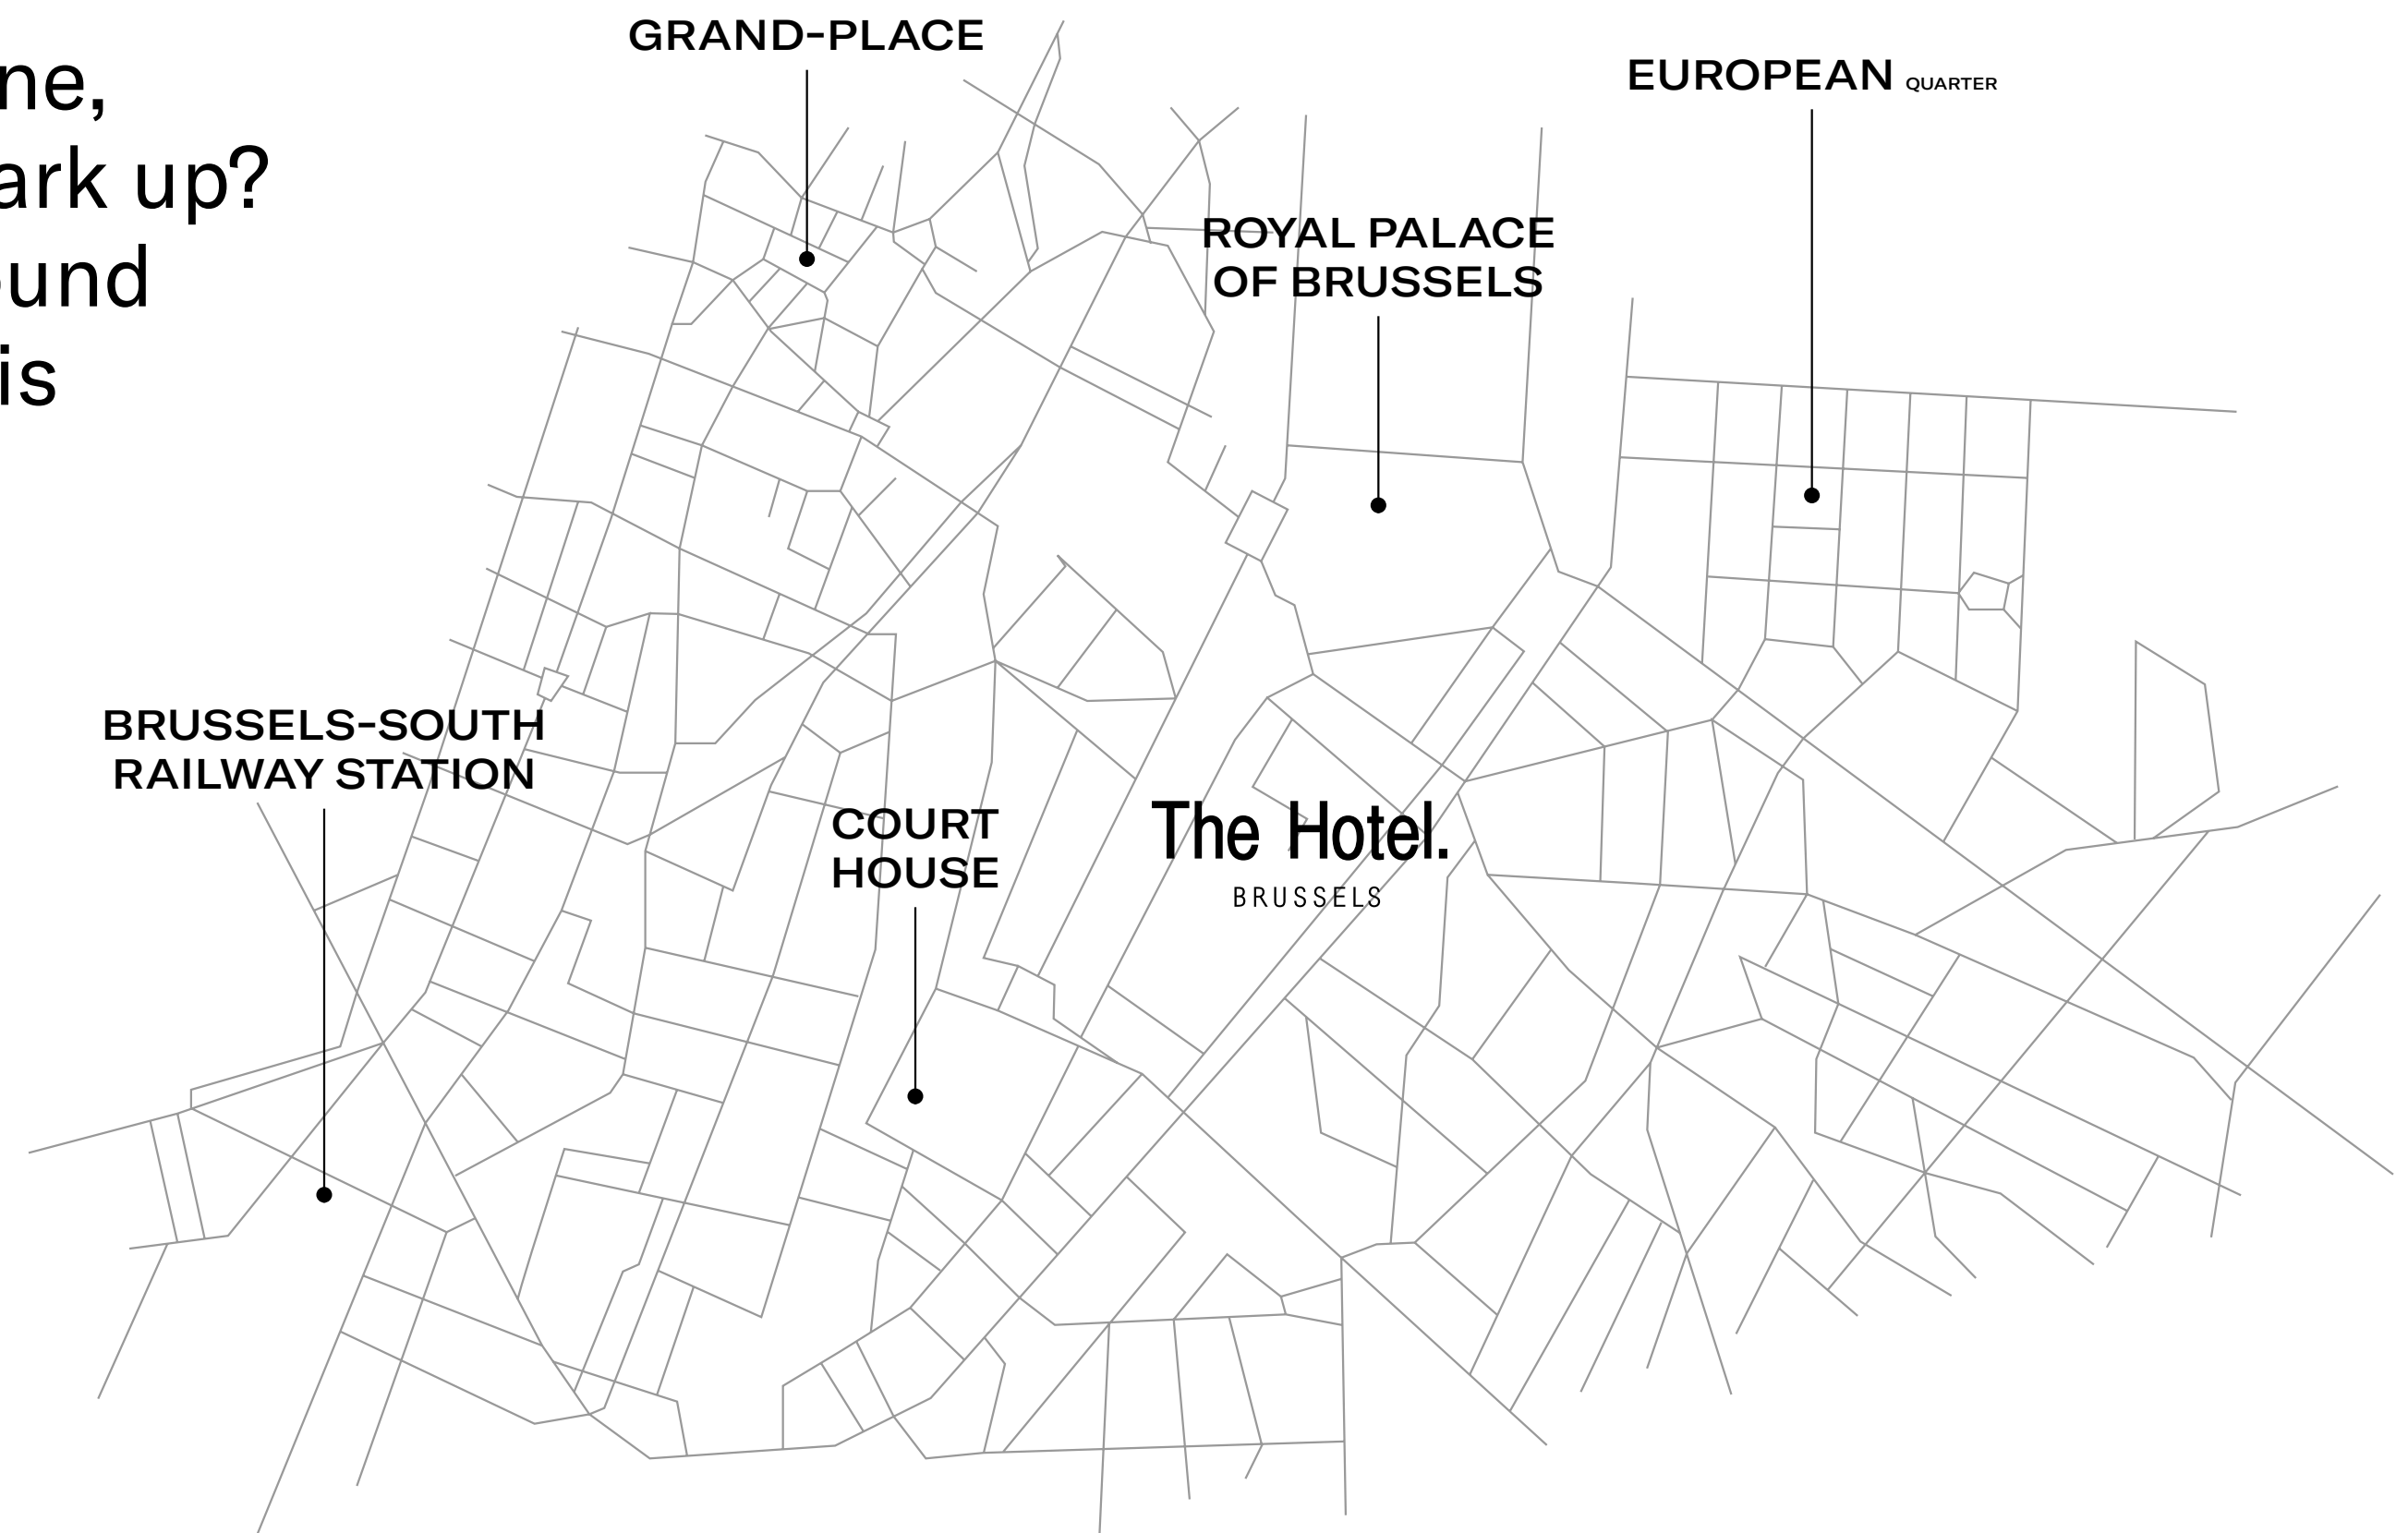 ne,
ark up?
und
is
GRAND-PLACE
EUROPEAN QUARTER
ROYAL PALACE
OF BRUSSELS
BRUSSELS-SOUTH
RAILWAY STATION
COURT
HOUSE
The Hotel.
BRUSSELS